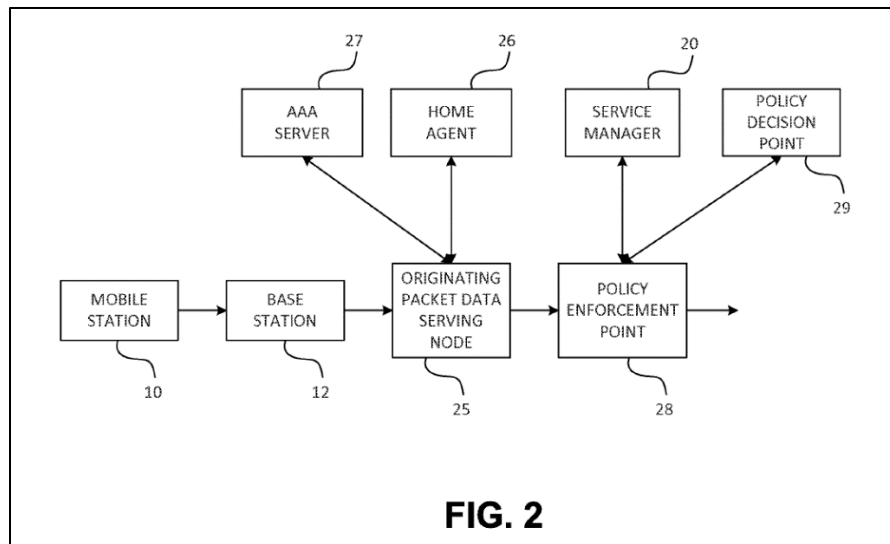 27
26
20
AAA
SERVER
HOME
AGENT
SERVICE
MANAGER
POLICY
DECISION
POINT
29
MOBILE
STATION
BASE
STATION
ORIGINATING
PACKET DATA
SERVING
NODE
POLICY
ENFORCEMENT
POINT
10
12
25
28
FIG. 2